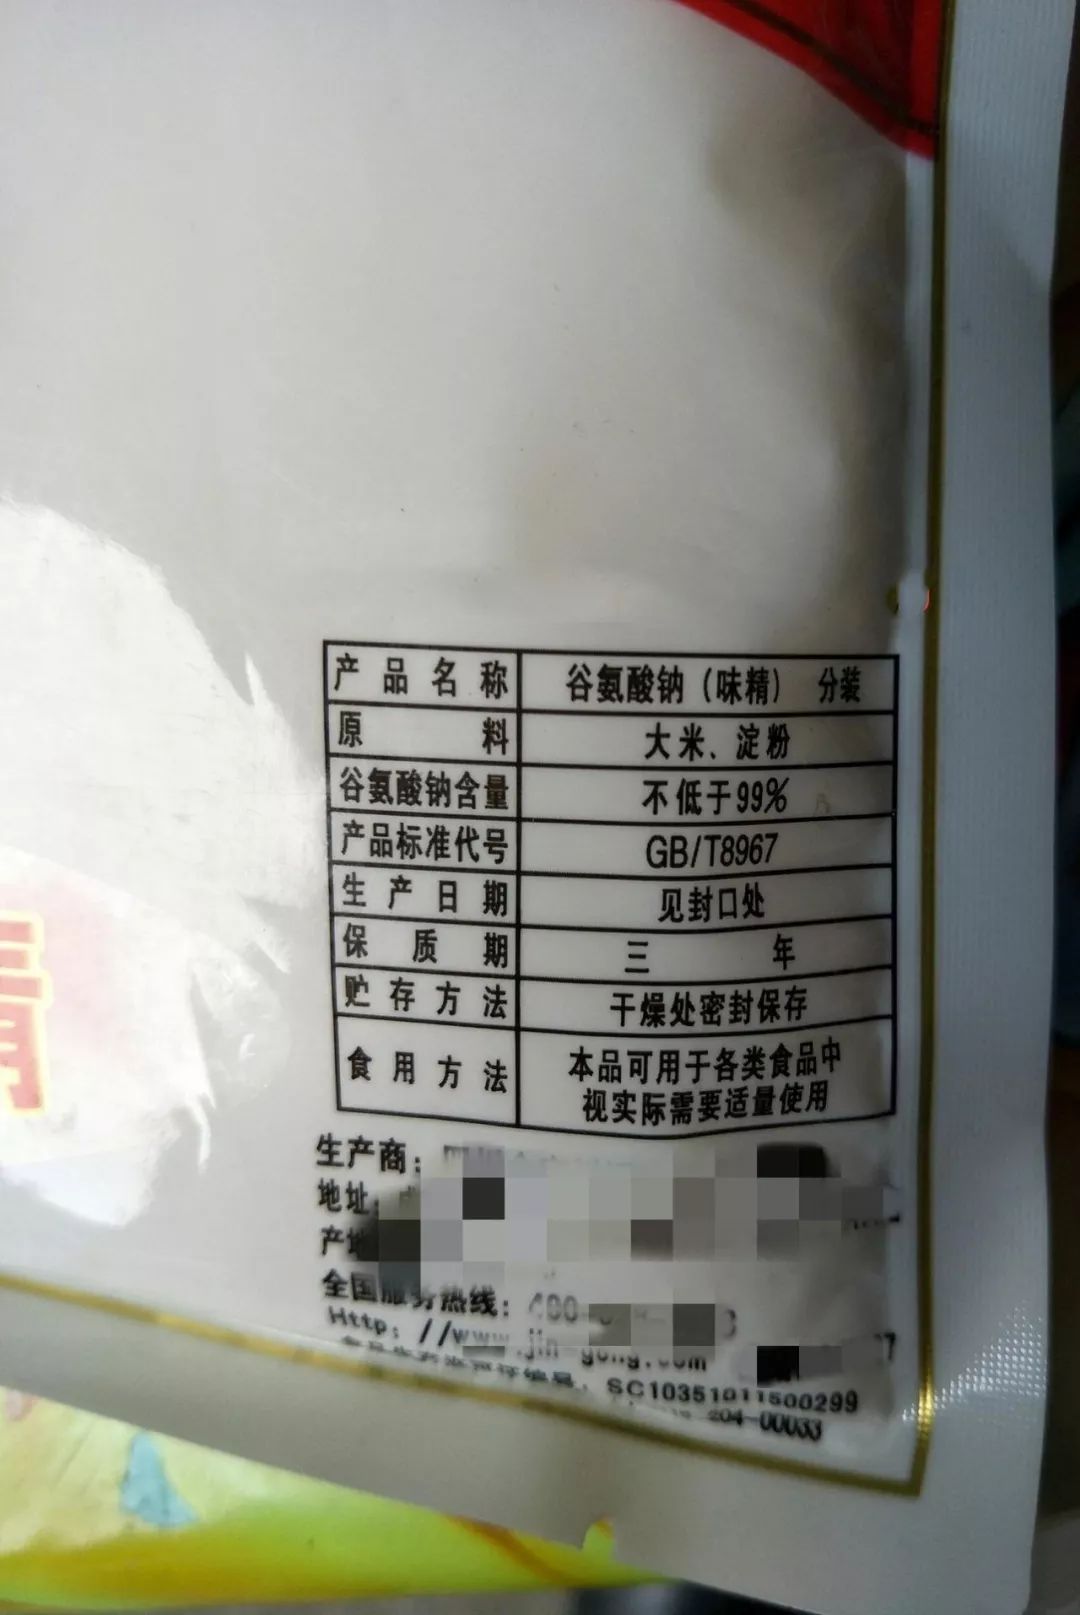 产品名称 谷氨酸钠（味精） 分装
原料 大米、淀粉
谷氨酸钠含量 不低于99%
产品标准代号 GB/T8967
生产日期 见封口处
保质期 三年
贮存方法 干燥处密封保存
食用方法 本品可用于各类食品中
视实际需要适量使用
生产商：
地址：
产地
全国服务热线：400-
Http：//www.jin-gong.com
SC10351011500299
204-00033